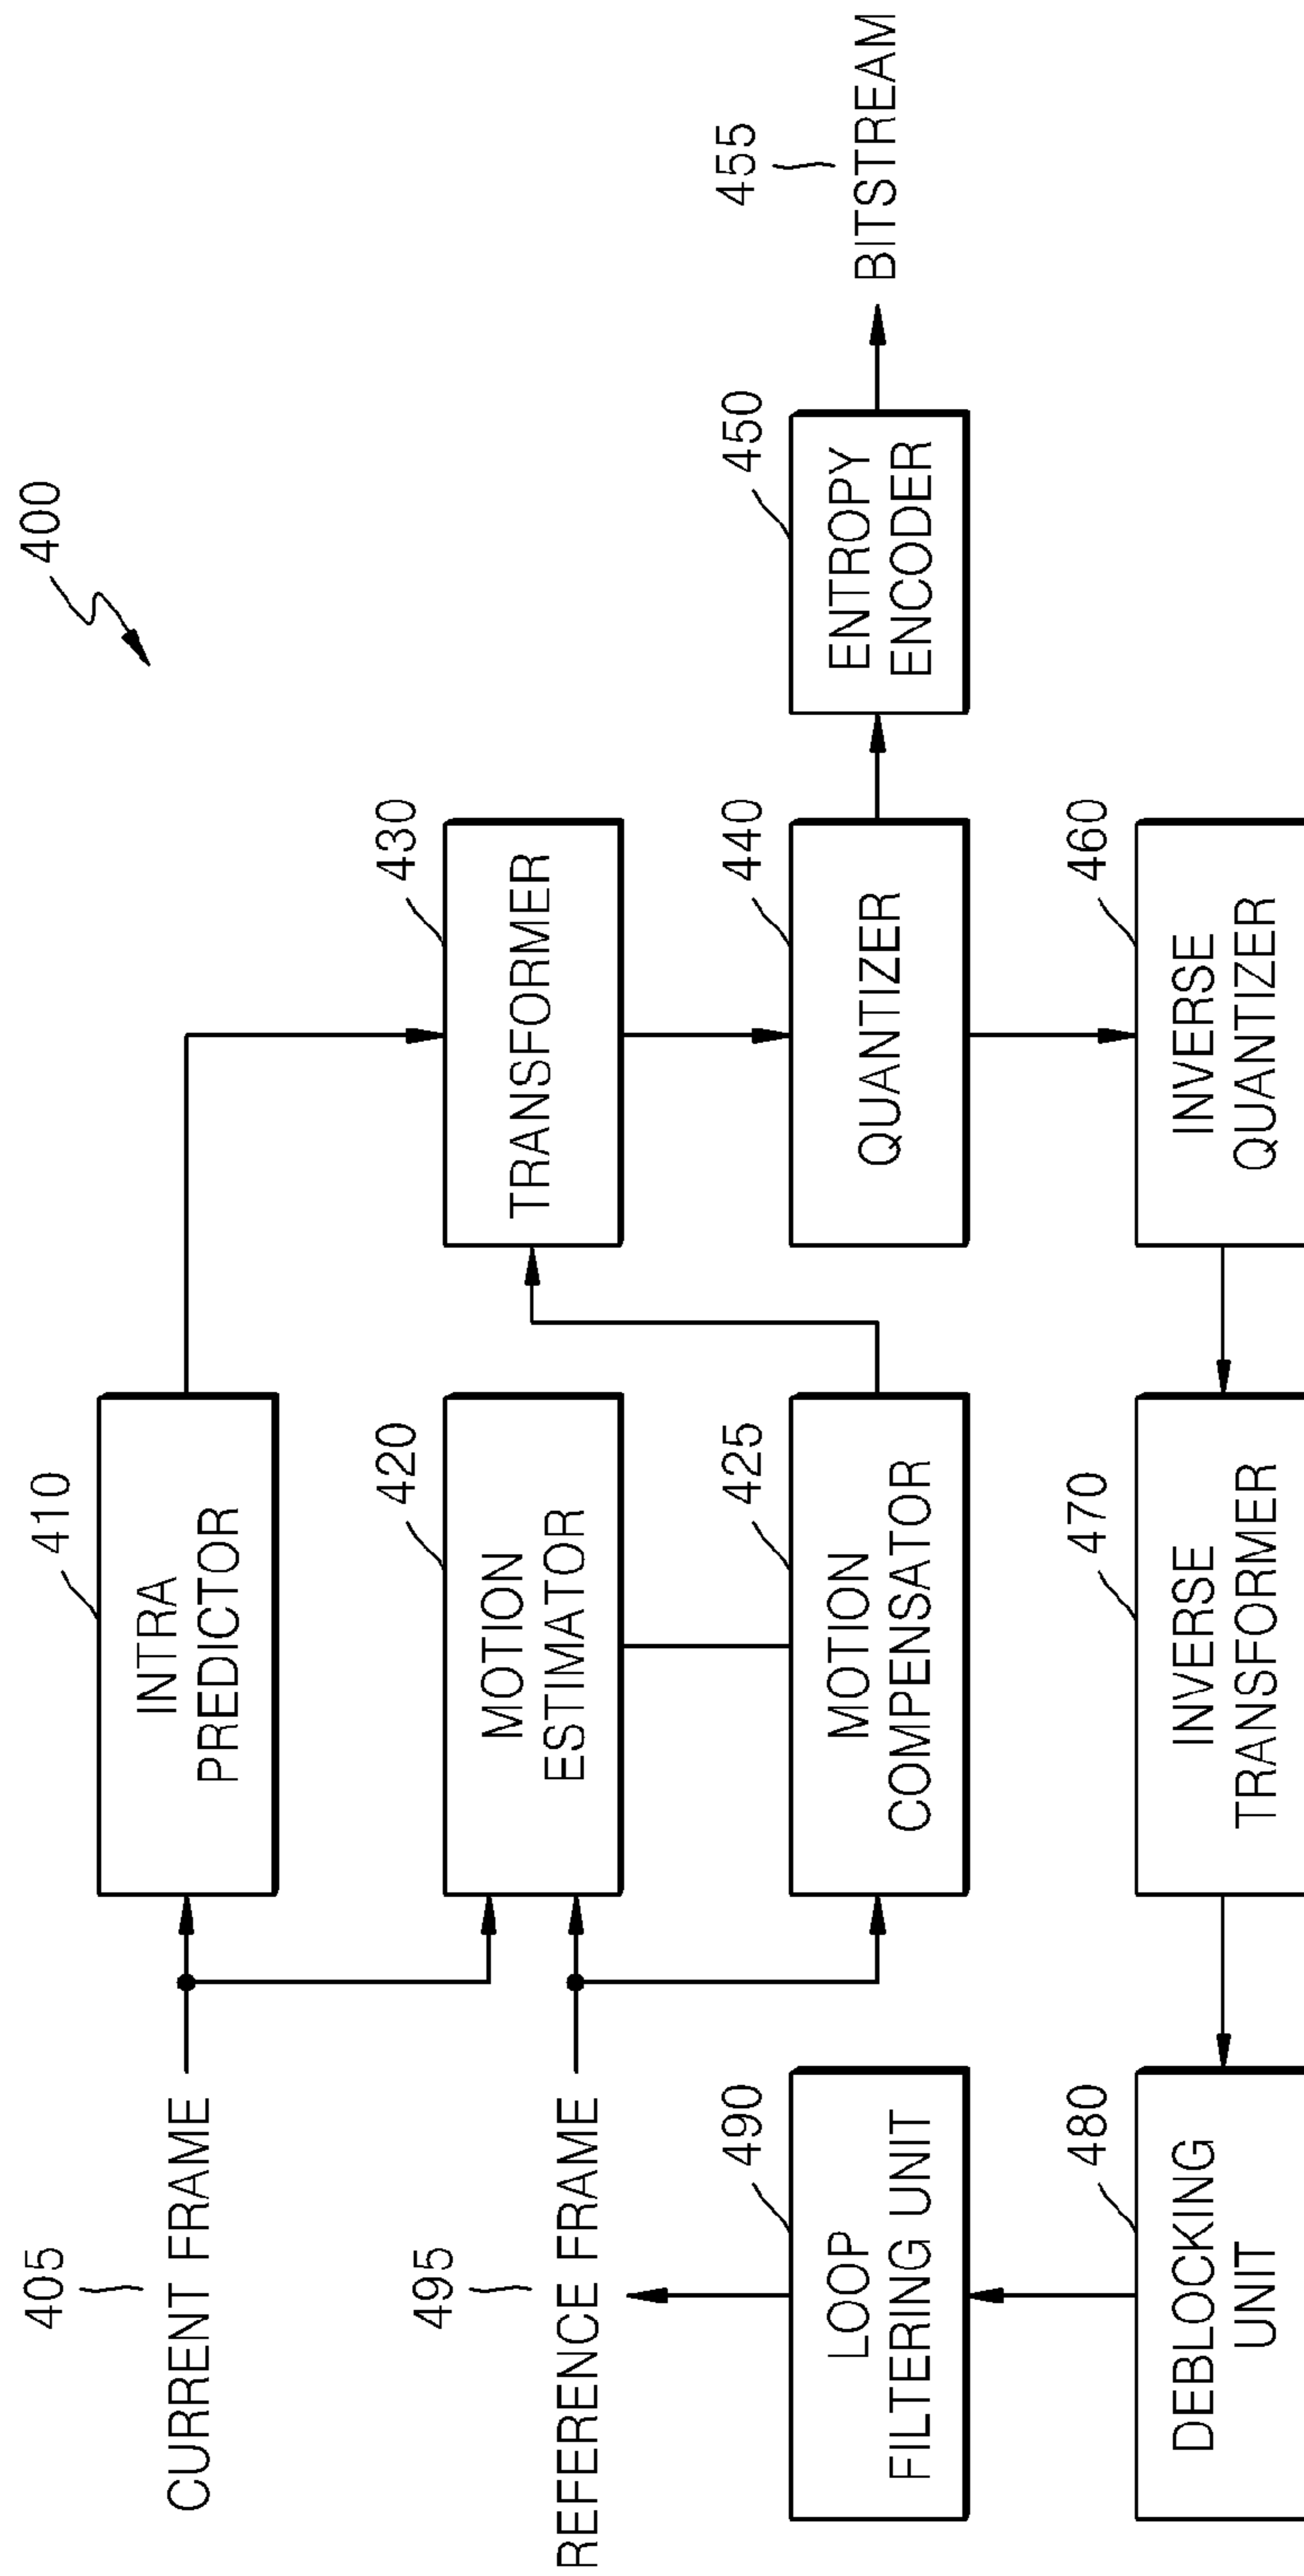 400
410
INTRA
PREDICTOR
405
CURRENT FRAME
420
MOTION
ESTIMATOR
430
TRANSFORMER
495
REFERENCE FRAME
490
LOOP
FILTERING UNIT
425
MOTION
COMPENSATOR
440
QUANTIZER
450
ENTROPY
ENCODER
455
BITSTREAM
480
DEBLOCKING
UNIT
470
INVERSE
TRANSFORMER
460
INVERSE
QUANTIZER